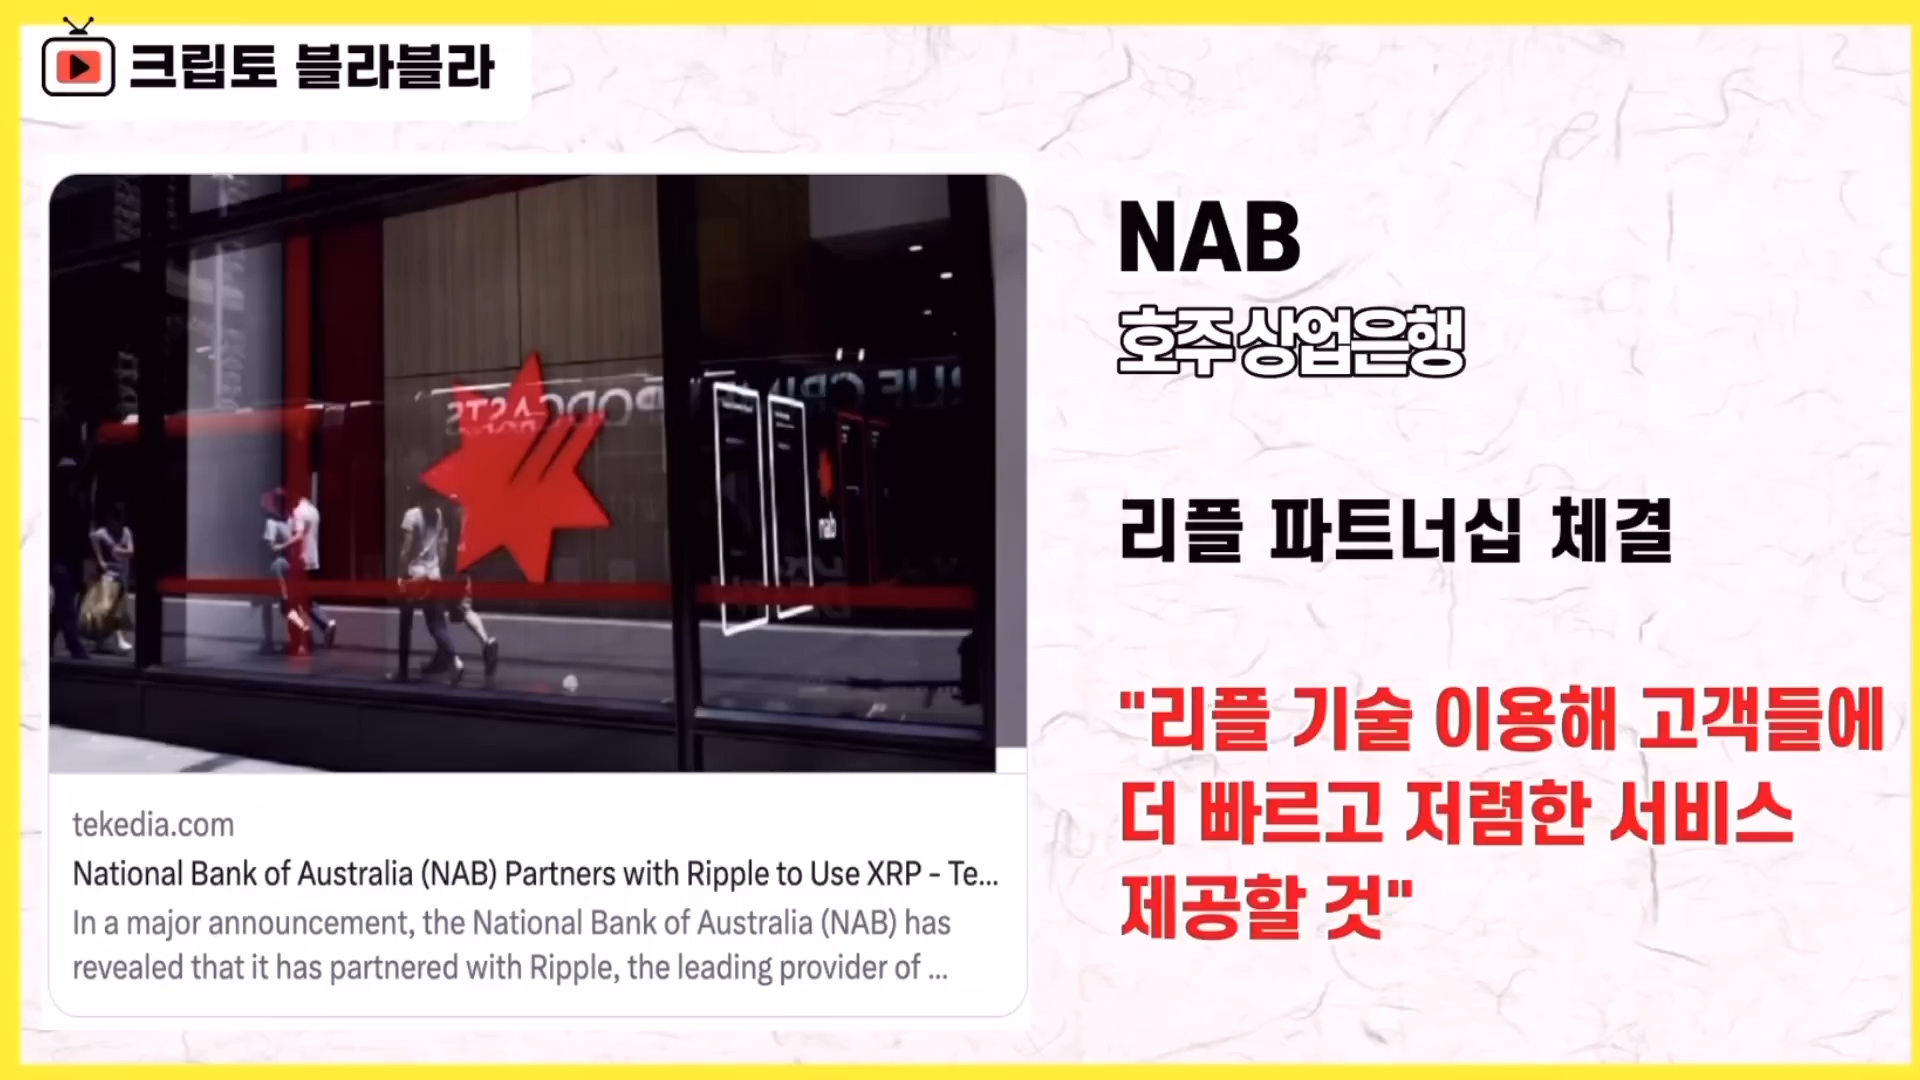 크립토 블라블라
NAB
호주 상업은행
리플 파트너십 체결
"리플 기술 이용해 고객들에
더 빠르고 저렴한 서비스
제공할 것"
PODCASTS
nab
tekedia.com
National Bank of Australia (NAB) Partners with Ripple to Use XRP - Te...
In a major announcement, the National Bank of Australia (NAB) has
revealed that it has partnered with Ripple, the leading provider of ...